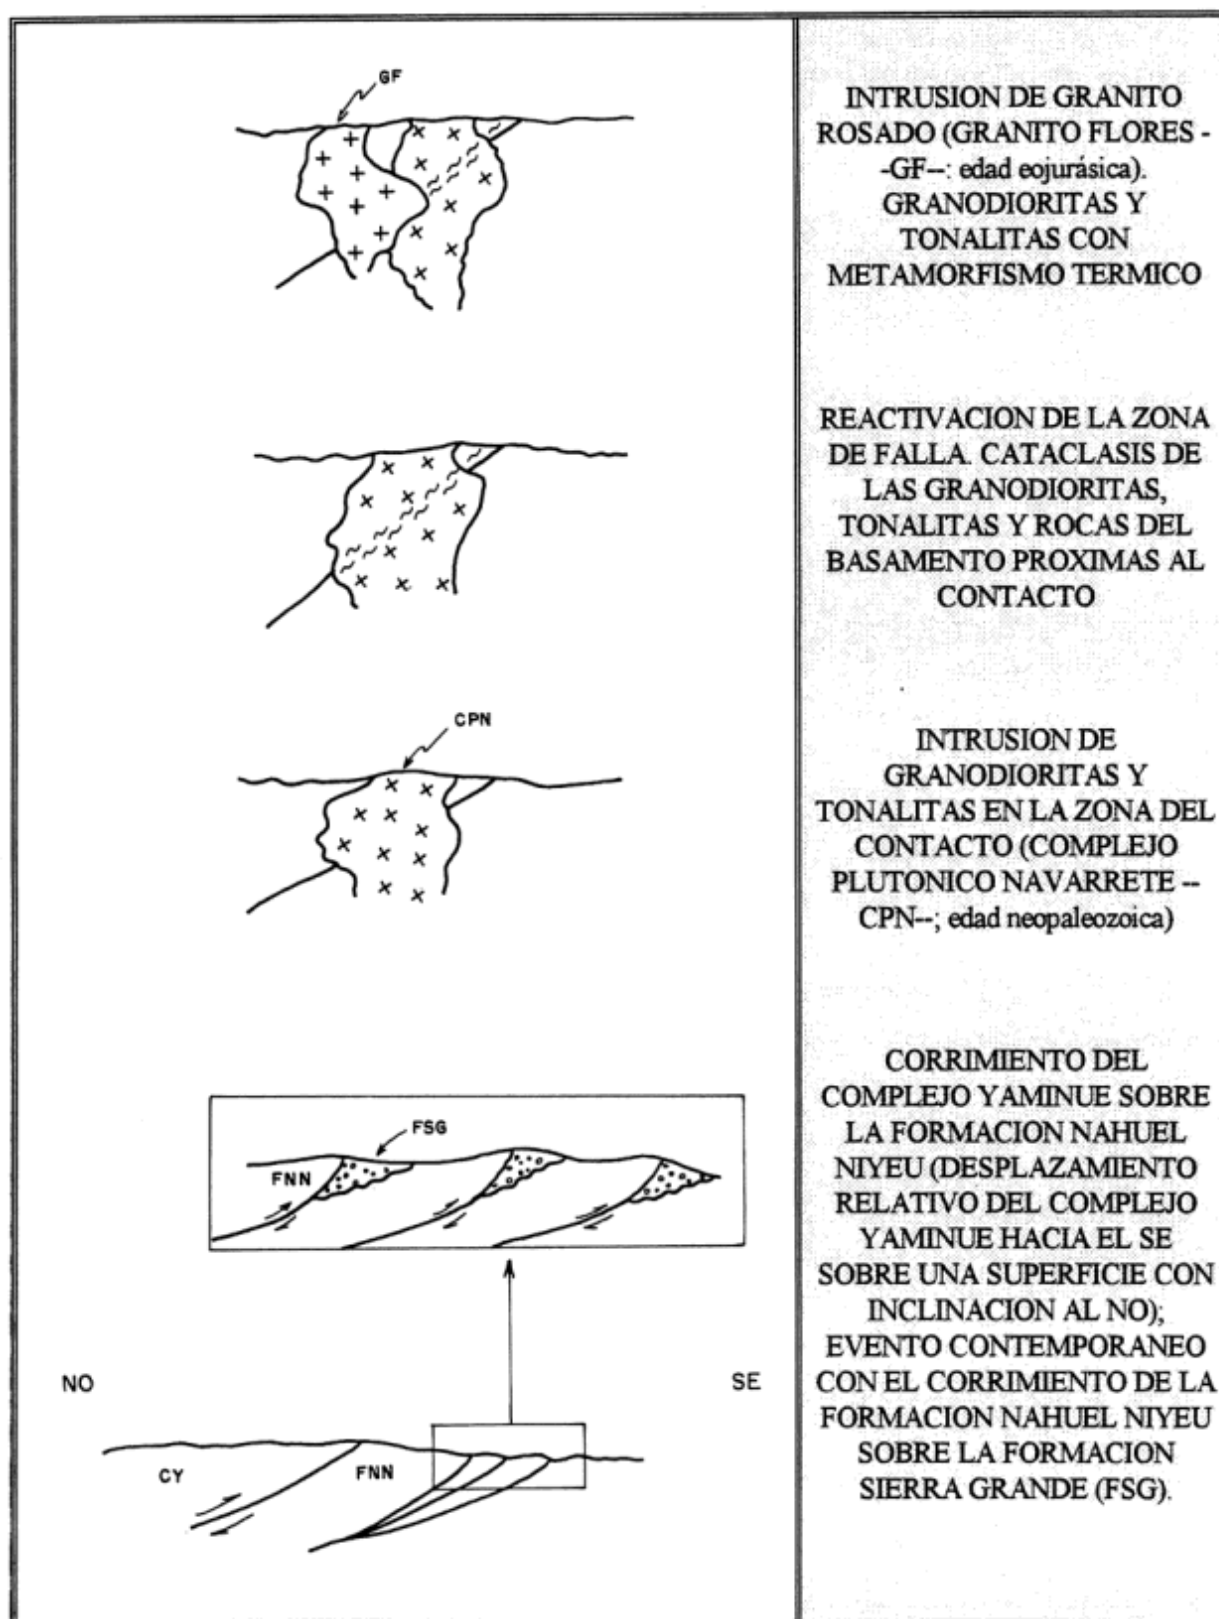 GF
INTRUSION DE GRANITO
ROSADO (GRANITO FLORES -
-GF--: edad eojurásica).
GRANODIORITAS Y
TONALITAS CON
METAMORFISMO TERMICO
REACTIVACION DE LA ZONA
DE FALLA. CATACLASIS DE
LAS GRANODIORITAS,
TONALITAS Y ROCAS DEL
BASAMENTO PROXIMAS AL
CONTACTO
CPN
INTRUSION DE
GRANODIORITAS Y
TONALITAS EN LA ZONA DEL
CONTACTO (COMPLEJO
PLUTONICO NAVARRETE --
CPN--; edad neopaleozoica)
FSG
FNN
NO
SE
CY
FNN
CORRIMIENTO DEL
COMPLEJO YAMINUE SOBRE
LA FORMACION NAHUEL
NIYEU (DESPLAZAMIENTO
RELATIVO DEL COMPLEJO
YAMINUE HACIA EL SE
SOBRE UNA SUPERFICIE CON
INCLINACION AL NO);
EVENTO CONTEMPORANEO
CON EL CORRIMIENTO DE LA
FORMACION NAHUEL NIYEU
SOBRE LA FORMACION
SIERRA GRANDE (FSG).